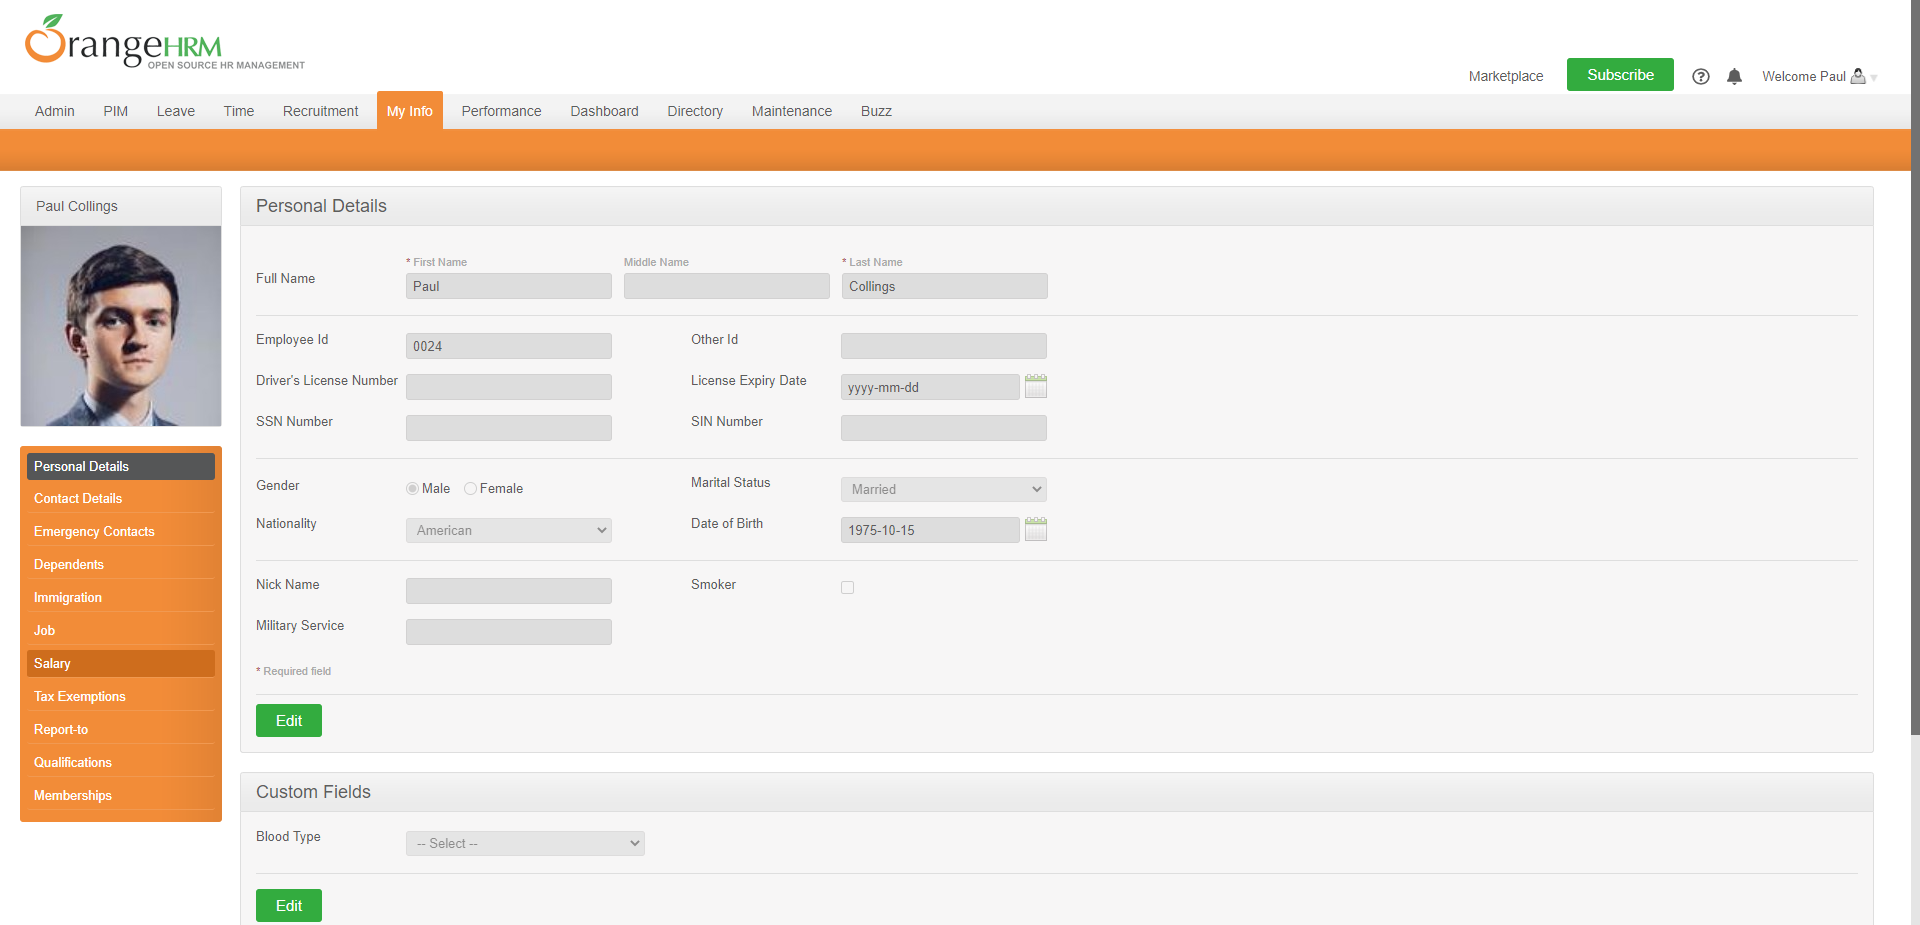 OrangeHRM
OPEN SOURCE HR MANAGEMENT
Marketplace
Subscribe
Welcome Paul
Admin PIM Leave Time Recruitment My Info Performance Dashboard Directory Maintenance Buzz
Paul Collings
Personal Details
Contact Details
Emergency Contacts
Dependents
Immigration
Job
Salary
Tax Exemptions
Report-to
Qualifications
Memberships
Personal Details
* First Name Middle Name * Last Name
Full Name Paul Collings
Employee Id 0024 Other Id
Driver's License Number License Expiry Date yyyy-mm-dd
SSN Number SIN Number
Gender Male Female Marital Status Married
Nationality American Date of Birth 1975-10-15
Nick Name Smoker
Military Service
* Required field
Edit
Custom Fields
Blood Type -- Select --
Edit